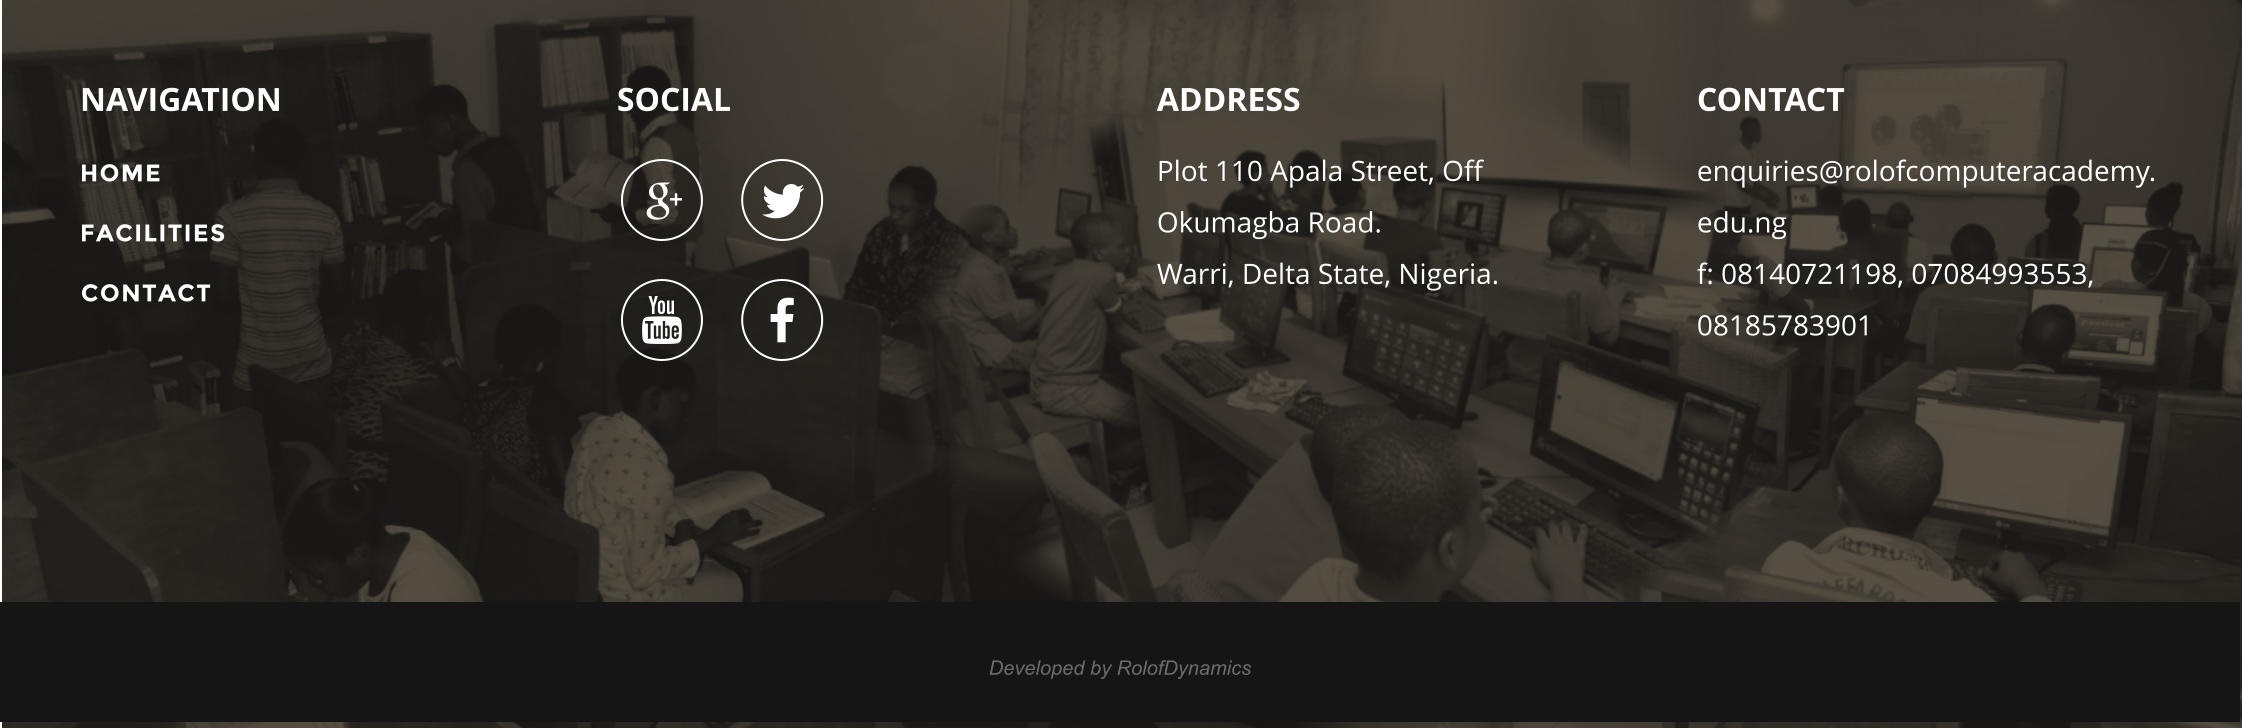 NAVIGATION
HOME
FACILITIES
CONTACT
SOCIAL
g+
You
Tube
f
ADDRESS
Plot 110 Apala Street, Off
Okumagba Road.
Warri, Delta State, Nigeria.
CONTACT
enquiries@rolofcomputeracademy.
edu.ng
f: 08140721198, 07084993553,
08185783901
Developed by RolofDynamics